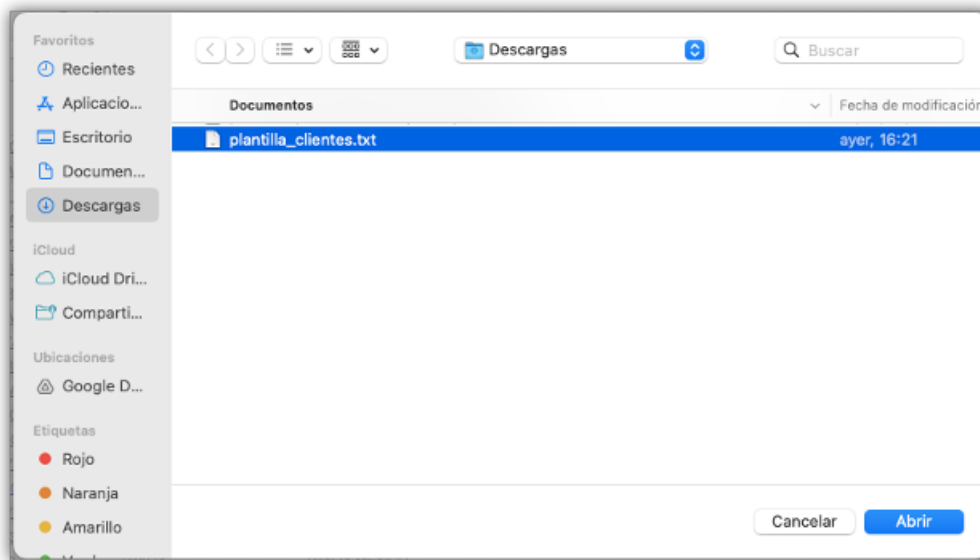 Favoritos
Recientes
Aplicacio...
Escritorio
Documen...
Descargas
iCloud
iCloud Dri...
Comparti...
Ubicaciones
Google D...
Etiquetas
Rojo
Naranja
Amarillo
Descargas
Buscar
Documentos
Fecha de modificación
plantilla_clientes.txt
ayer, 16:21
Cancelar
Abrir